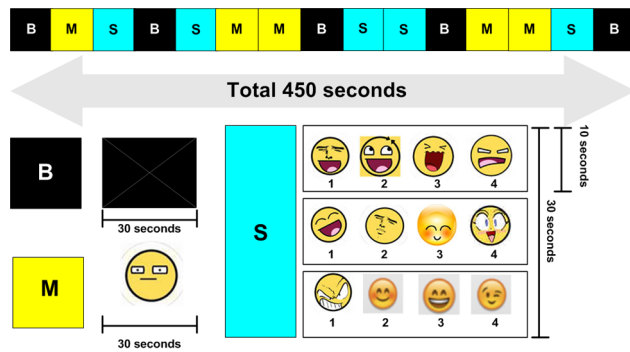 B M S B S M M B S S B M M S B
Total 450 seconds
B
30 seconds
M
30 seconds
S
1 2 3 4
1 2 3 4
1 2 3 4
10 seconds
30 seconds